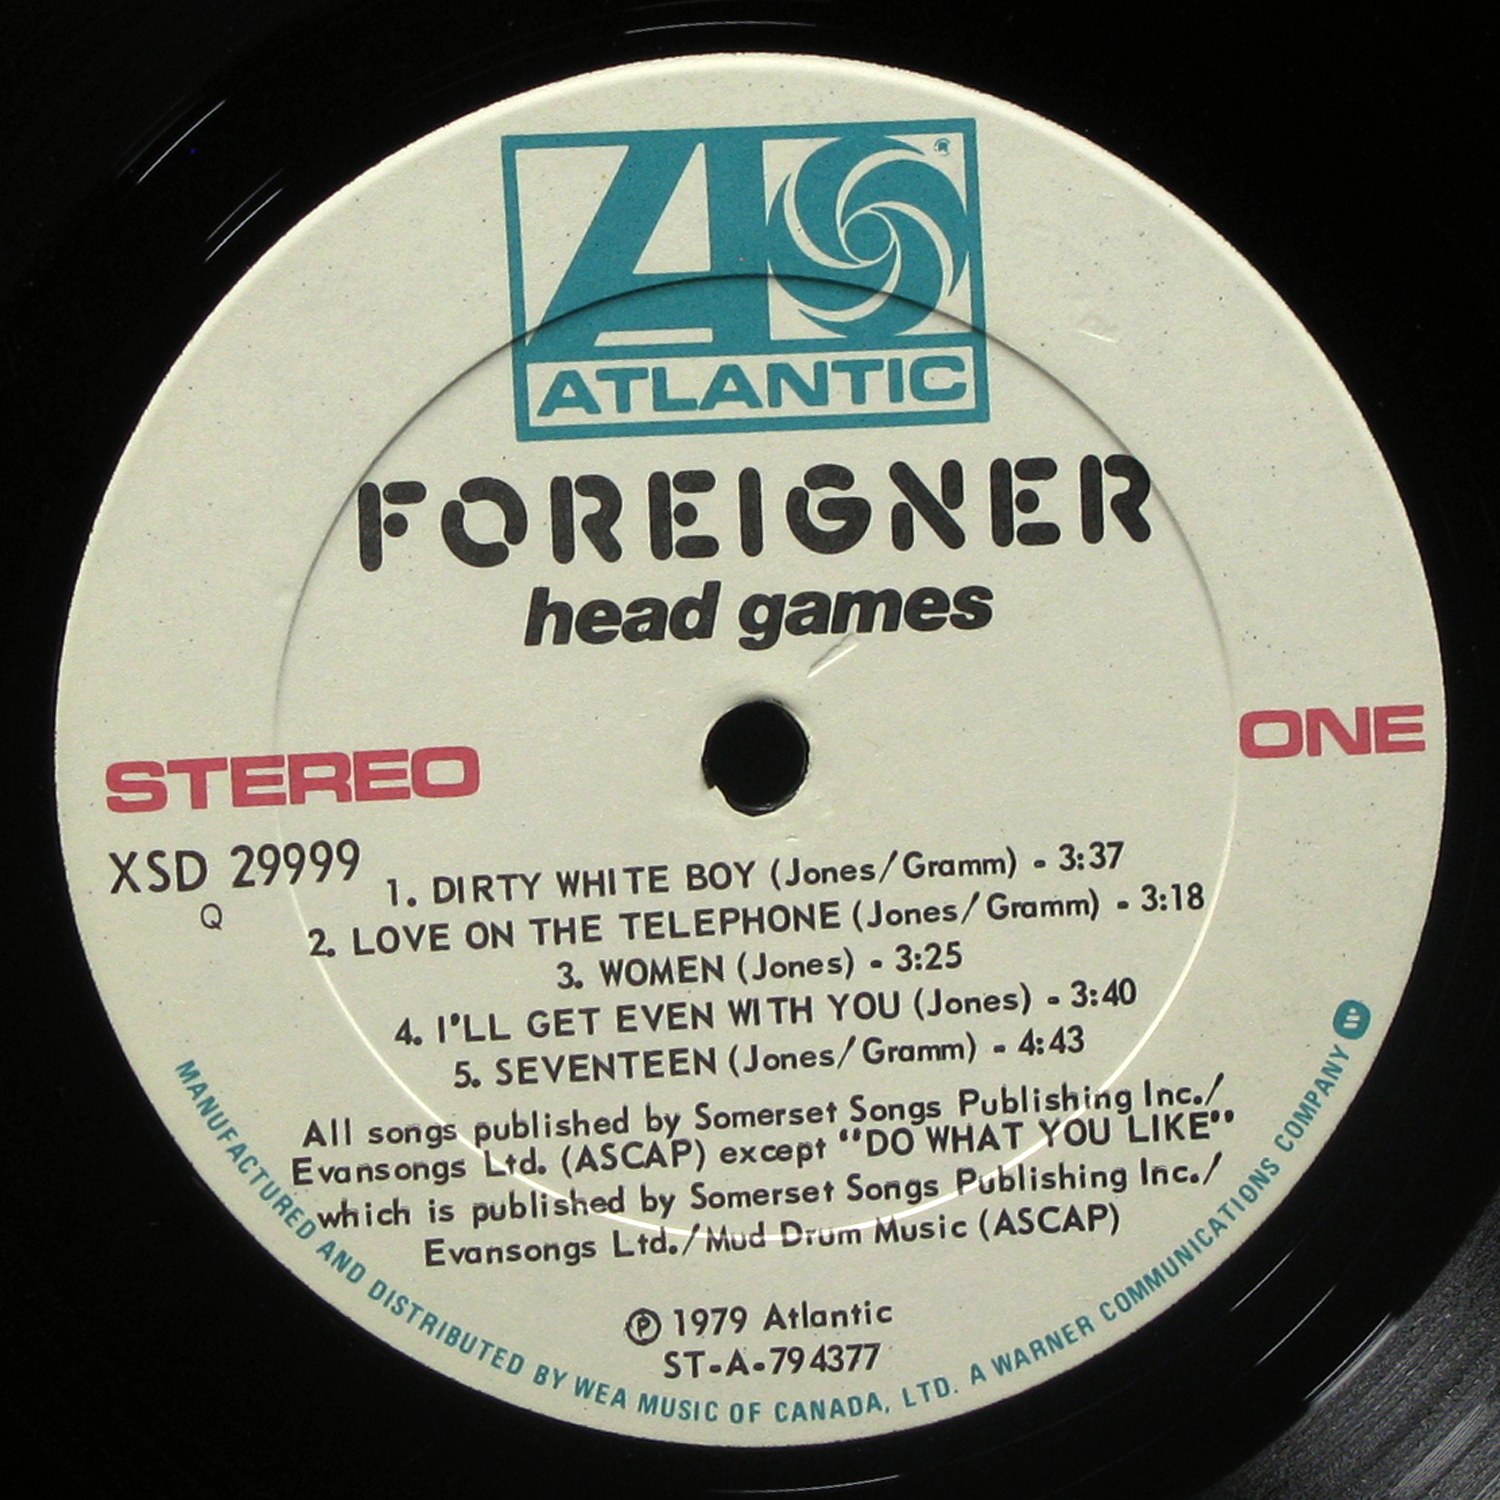 ATLANTIC
FOREIGNER
head games
STEREO
ONE
XSD 29999
Q
1. DIRTY WHITE BOY (Jones/Gramm) - 3:37
2. LOVE ON THE TELEPHONE (Jones/Gramm) - 3:18
3. WOMEN (Jones) - 3:25
4. I'LL GET EVEN WITH YOU (Jones) - 3:40
5. SEVENTEEN (Jones/Gramm) - 4:43
All songs published by Somerset Songs Publishing Inc./
Evansongs Ltd. (ASCAP) except "DO WHAT YOU LIKE"
which is published by Somerset Songs Publishing Inc./
Evansongs Ltd./Mud Drum Music (ASCAP)
℗ 1979 Atlantic
ST-A-794377
MANUFACTURED AND DISTRIBUTED BY WEA MUSIC OF CANADA, LTD. A WARNER COMMUNICATIONS COMPANY